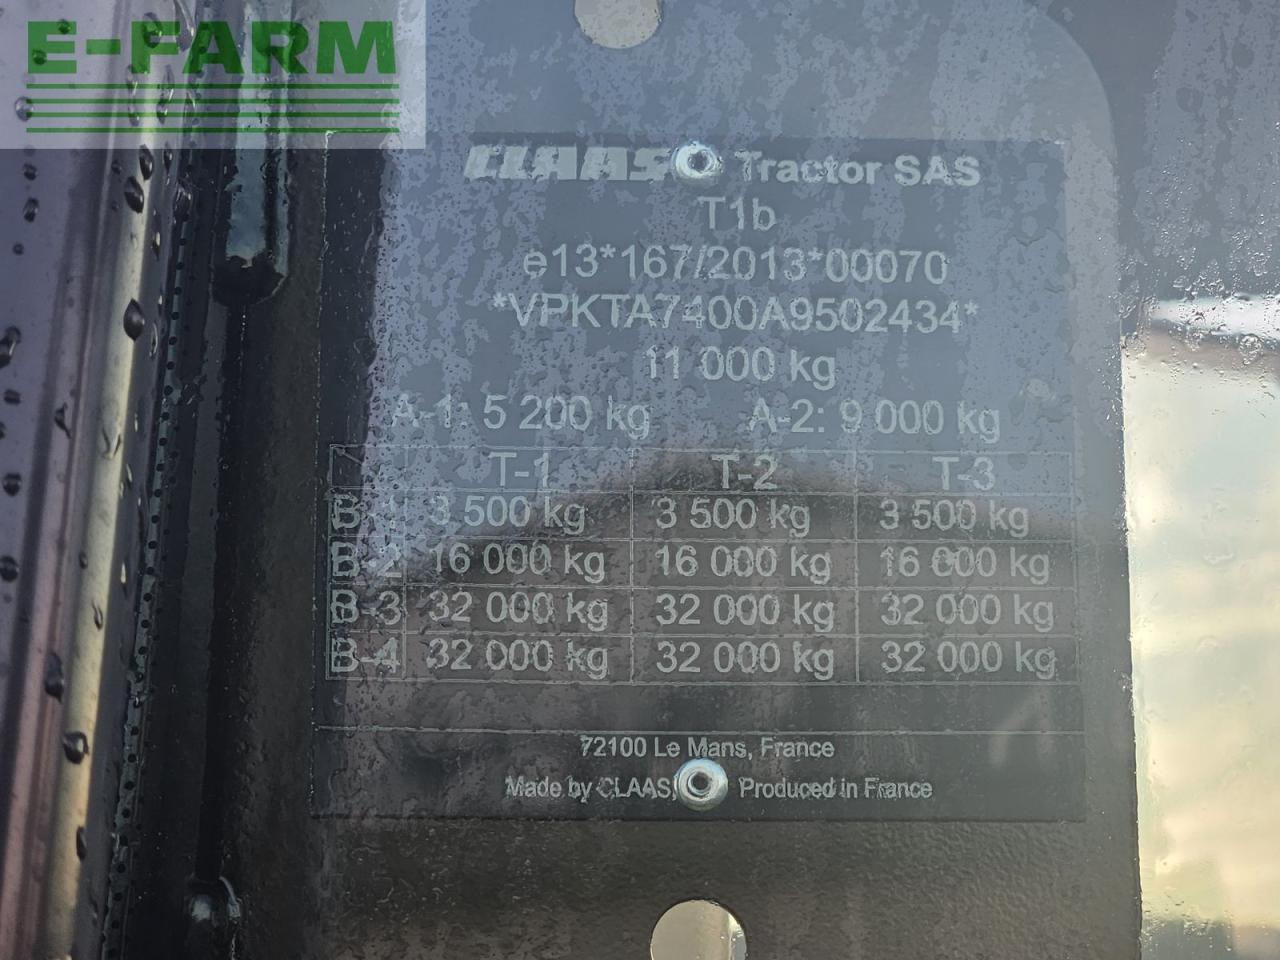 E-FARM
CLAAS Tractor SAS
T1b
e13*167/2013*00070
*VPKTA7400A9502434*
11 000 kg
A-1: 5 200 kg A-2: 9 000 kg
T-1 T-2 T-3
B-1 3 500 kg 3 500 kg 3 500 kg
B-2 16 000 kg 16 000 kg 16 000 kg
B-3 32 000 kg 32 000 kg 32 000 kg
B-4 32 000 kg 32 000 kg 32 000 kg
72100 Le Mans, France
Made by CLAAS, Produced in France